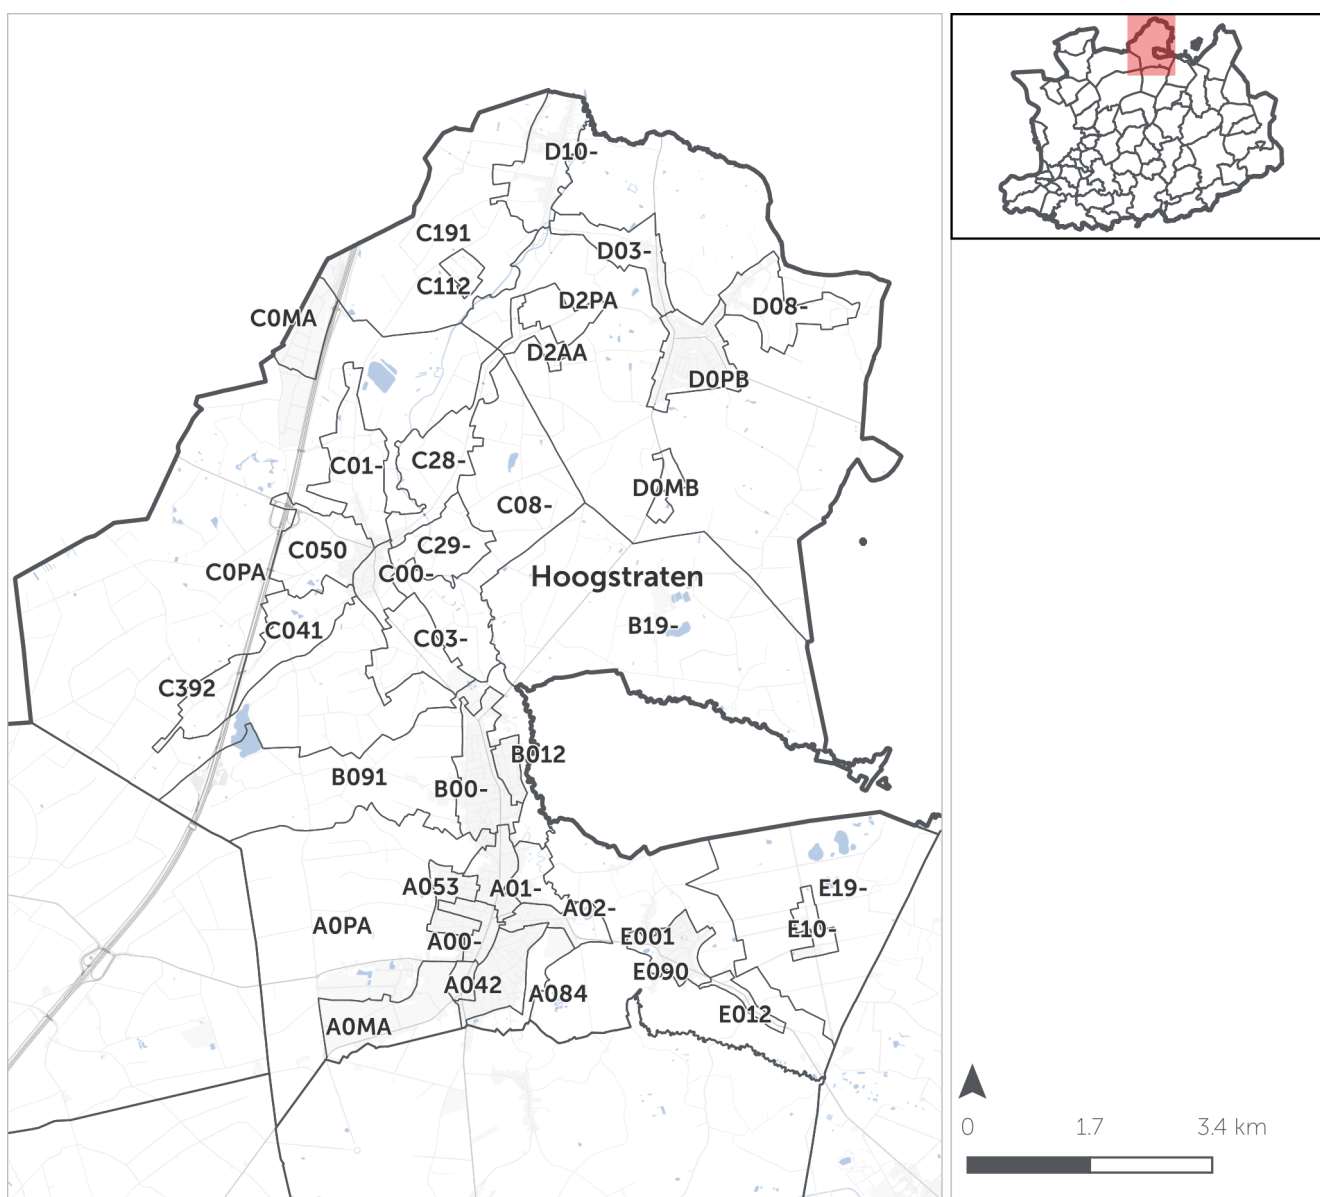 D10-
C191
D03-
C112
D2PA
D08-
C0MA
D2AA
D0PB
C01-
C28-
D0MB
C08-
C29-
C050
C0PA
C00-
Hoogstraten
C041
C03-
B19-
C392
B012
B091
B00-
A053
A01-
E19-
A02-
A0PA
E10-
E001
A00-
E090
A042
A084
E012
A0MA
0 1.7 3.4 km